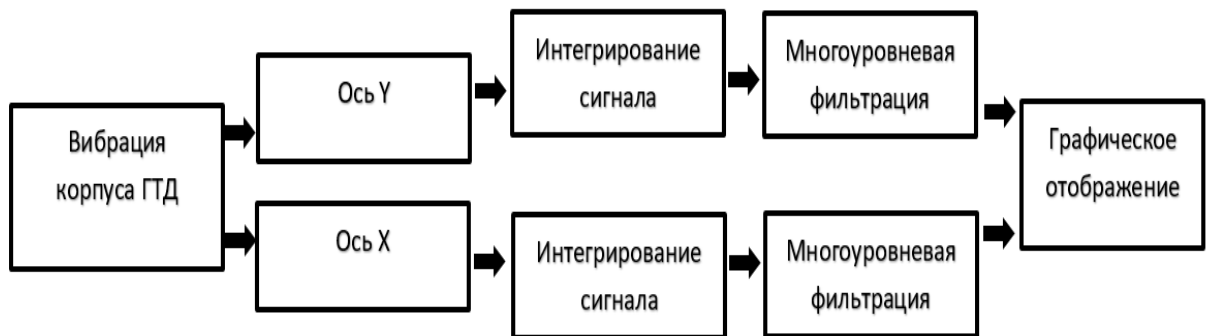 Вибрация
корпуса ГТД
Ось Y
Интегрирование
сигнала
Многоуровневая
фильтрация
Ось X
Интегрирование
сигнала
Многоуровневая
фильтрация
Графическое
отображение